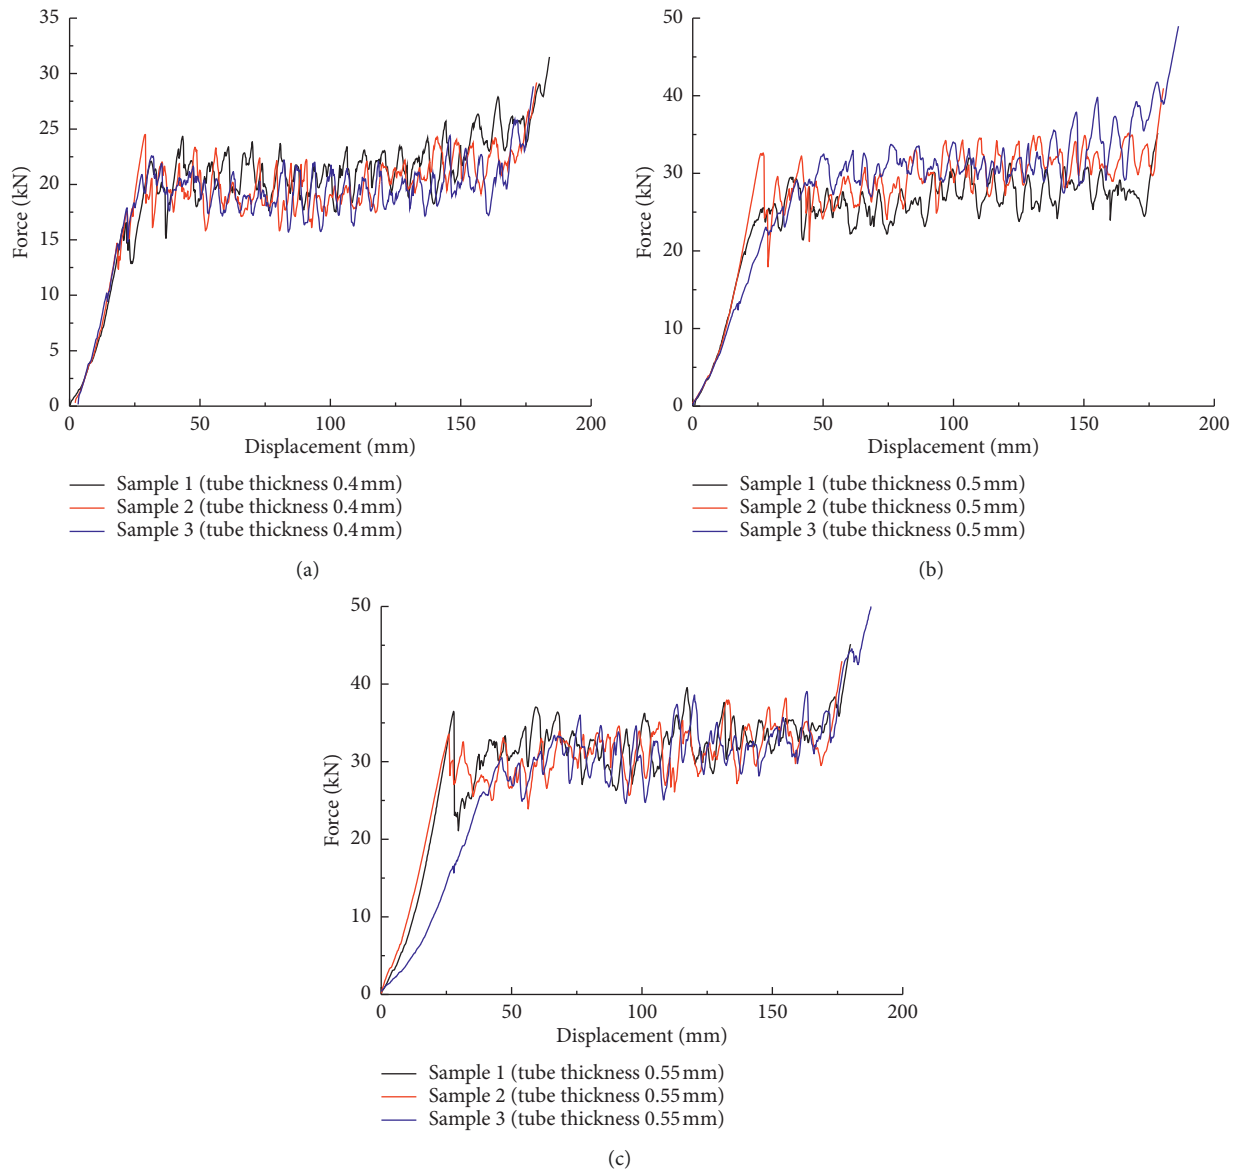 35
30
25
20
15
10
5
0
Force (kN)
0
50
100
150
200
Displacement (mm)
Sample 1 (tube thickness 0.4 mm)
Sample 2 (tube thickness 0.4 mm)
Sample 3 (tube thickness 0.4 mm)
(a)
50
40
30
20
10
0
Force (kN)
0
50
100
150
200
Displacement (mm)
Sample 1 (tube thickness 0.5 mm)
Sample 2 (tube thickness 0.5 mm)
Sample 3 (tube thickness 0.5 mm)
(b)
50
40
30
20
10
0
Force (kN)
0
50
100
150
200
Displacement (mm)
Sample 1 (tube thickness 0.55 mm)
Sample 2 (tube thickness 0.55 mm)
Sample 3 (tube thickness 0.55 mm)
(c)